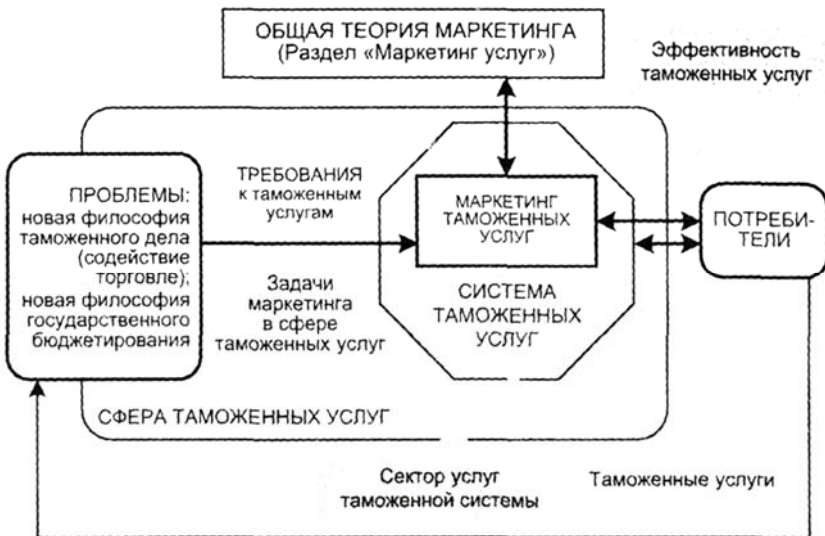 ОБЩАЯ ТЕОРИЯ МАРКЕТИНГА
(Раздел «Маркетинг услуг»)
Эффективность
таможенных услуг
ПРОБЛЕМЫ:
новая философия
таможенного дела
(содействие
торговле);
новая философия
государственного
бюджетирования
ТРЕБОВАНИЯ
к таможенным
услугам
Задачи
маркетинга
в сфере
таможенных услуг
МАРКЕТИНГ
ТАМОЖЕННЫХ
УСЛУГ
СИСТЕМА
ТАМОЖЕННЫХ
УСЛУГ
ПОТРЕБИ-
ТЕЛИ
СФЕРА ТАМОЖЕННЫХ УСЛУГ
Сектор услуг
таможенной системы
Таможенные услуги